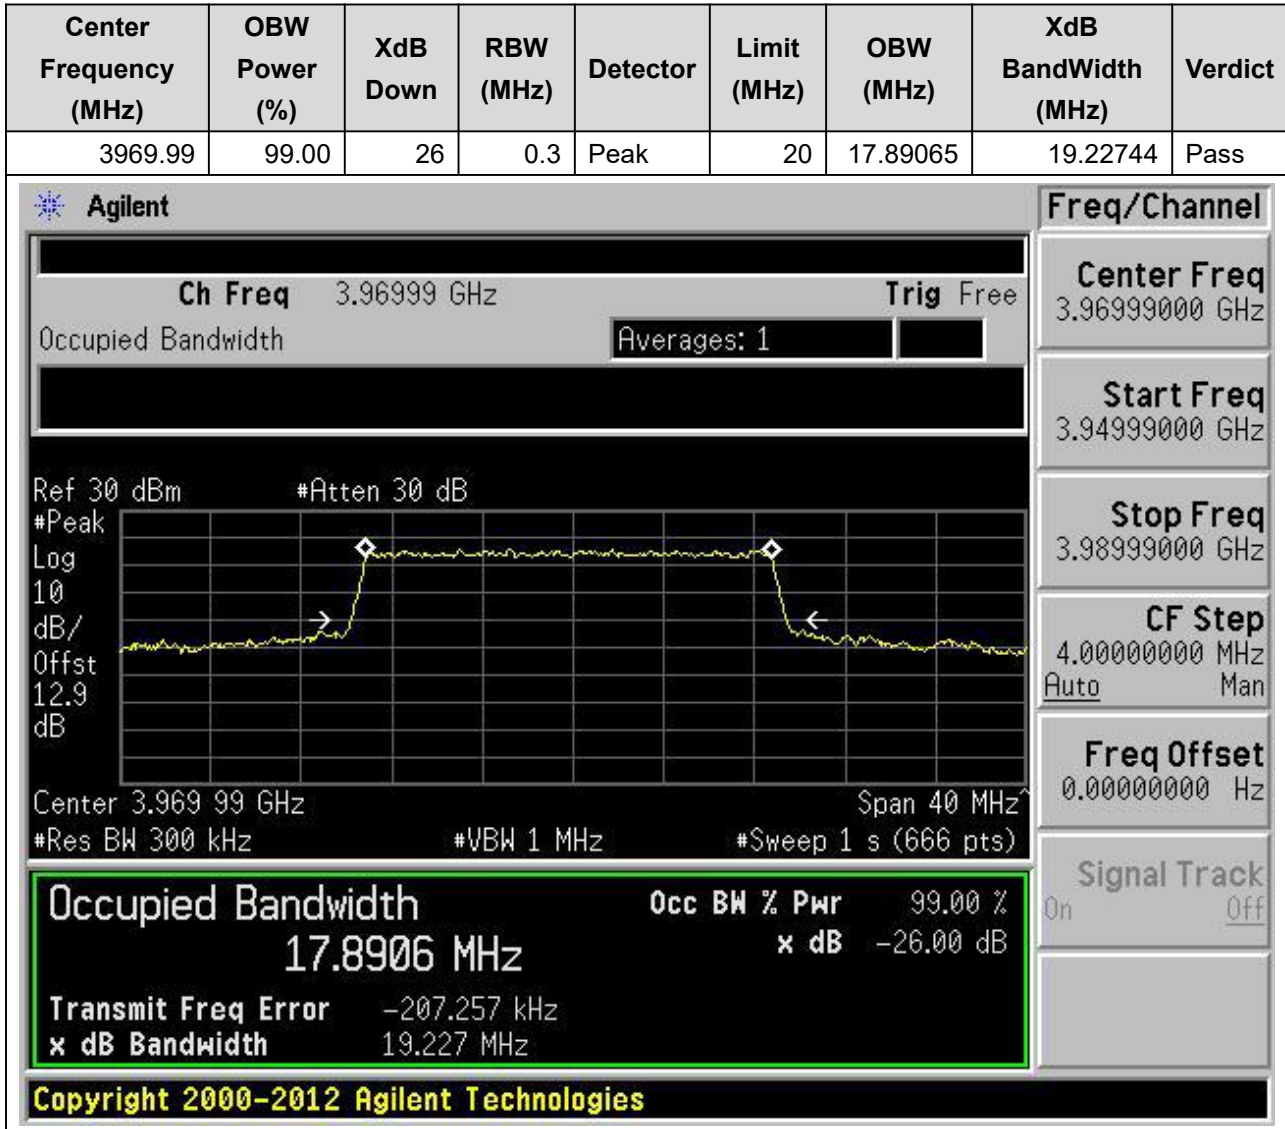 Center Frequency (MHz) OBW Power (%) XdB Down RBW (MHz) Detector Limit (MHz) OBW (MHz) XdB BandWidth (MHz) Verdict
3969.99 99.00 26 0.3 Peak 20 17.89065 19.22744 Pass
Agilent
Freq/Channel
Ch Freq 3.96999 GHz Trig Free
Occupied Bandwidth Averages: 1
Center Freq
3.96999000 GHz
Start Freq
3.94999000 GHz
Stop Freq
3.98999000 GHz
CF Step
4.00000000 MHz
Auto Man
Freq Offset
0.00000000 Hz
Signal Track
On Off
Ref 30 dBm #Atten 30 dB
#Peak
Log
10
dB/
Offst
12.9
dB
Center 3.969 99 GHz Span 40 MHz^
#Res BW 300 kHz #VBW 1 MHz #Sweep 1 s (666 pts)
Occupied Bandwidth Occ BW % Pwr 99.00 %
17.8906 MHz x dB -26.00 dB
Transmit Freq Error -207.257 kHz
x dB Bandwidth 19.227 MHz
Copyright 2000-2012 Agilent Technologies